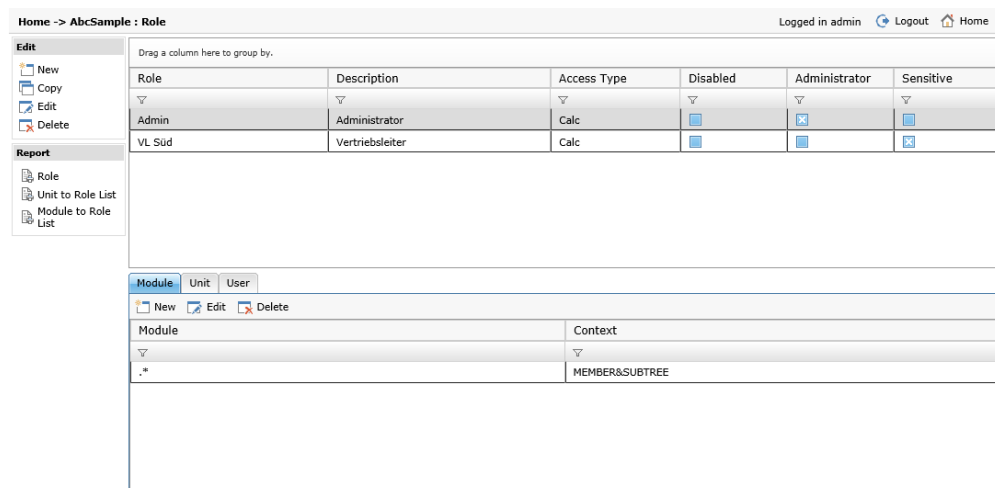 Home -> AbcSample : Role
Logged in admin Logout Home
Edit
New
Copy
Edit
Delete
Report
Role
Unit to Role List
Module to Role
List
Drag a column here to group by.
Role Description Access Type Disabled Administrator Sensitive
Admin Administrator Calc
VL Süd Vertriebsleiter Calc
Module Unit User
New Edit Delete
Module Context
.* MEMBER&SUBTREE